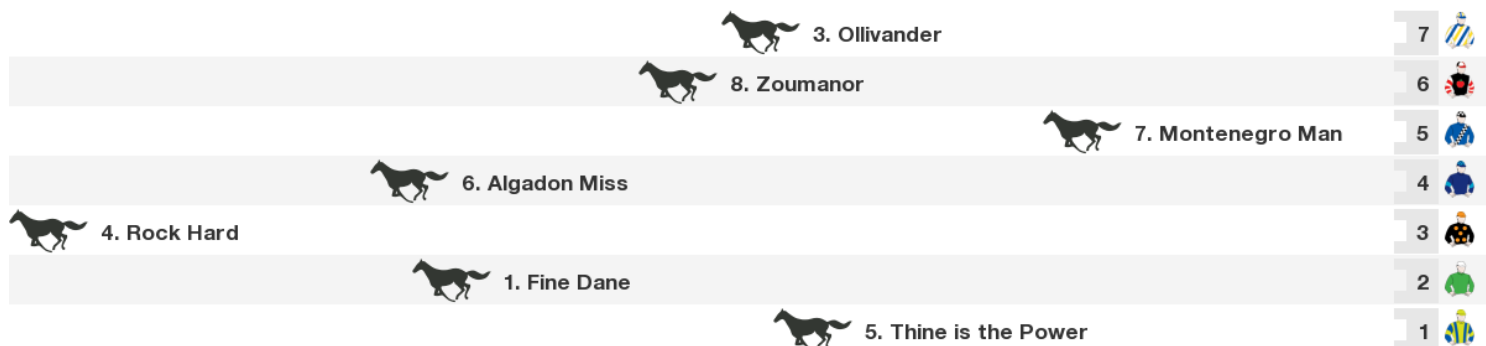 3. Ollivander 7
8. Zoumanor 6
7. Montenegro Man 5
6. Algadon Miss 4
4. Rock Hard 3
1. Fine Dane 2
5. Thine is the Power 1